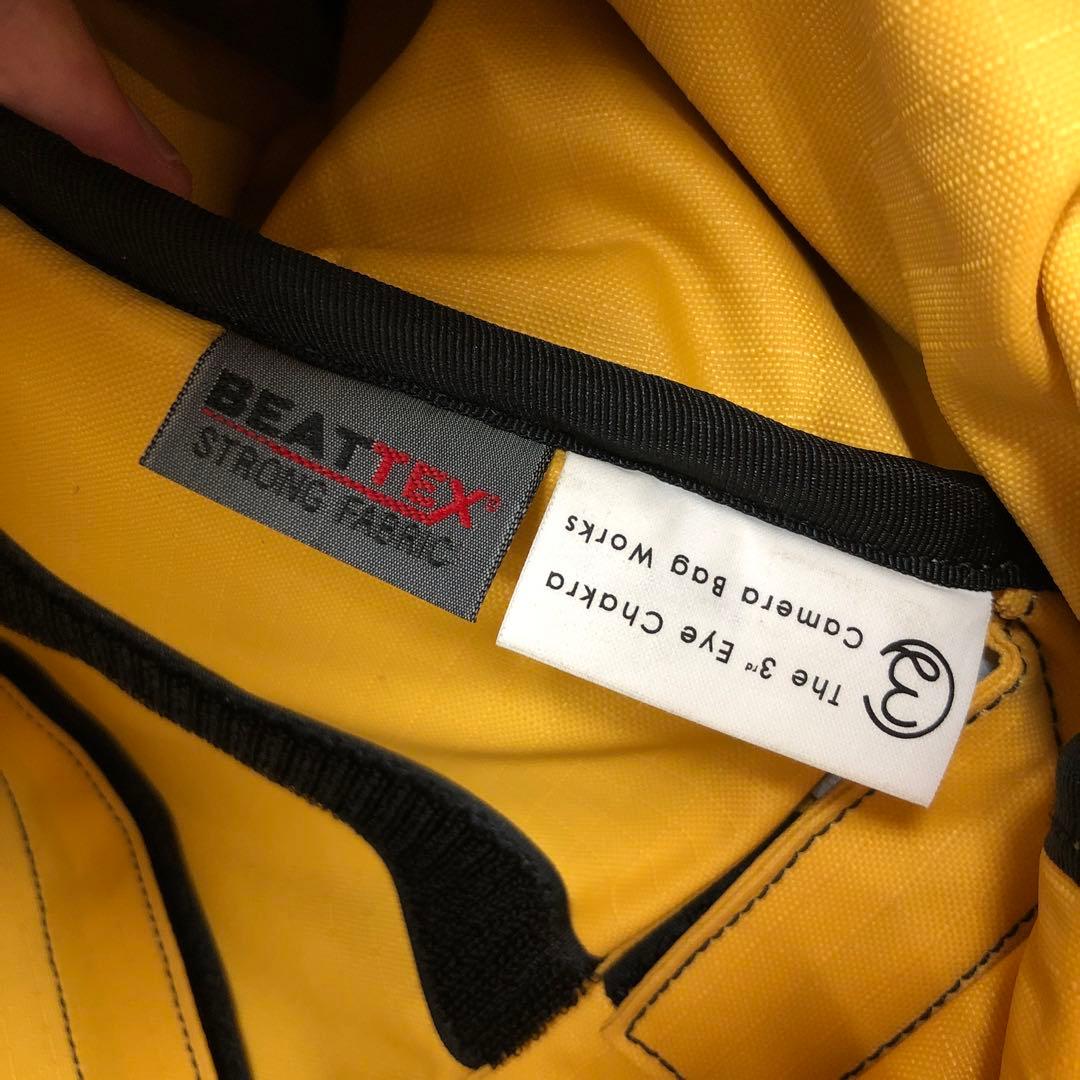 BEATTEX®
STRONG FABRIC
The 3rd Eye Chakra
Camera Bag Works